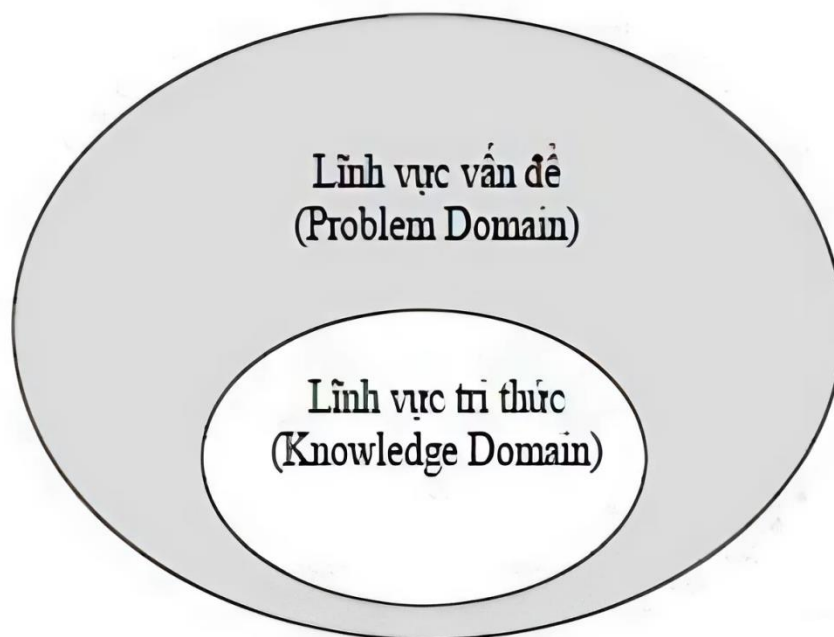 Lĩnh vực vấn đề
(Problem Domain)
Lĩnh vực tri thức
(Knowledge Domain)